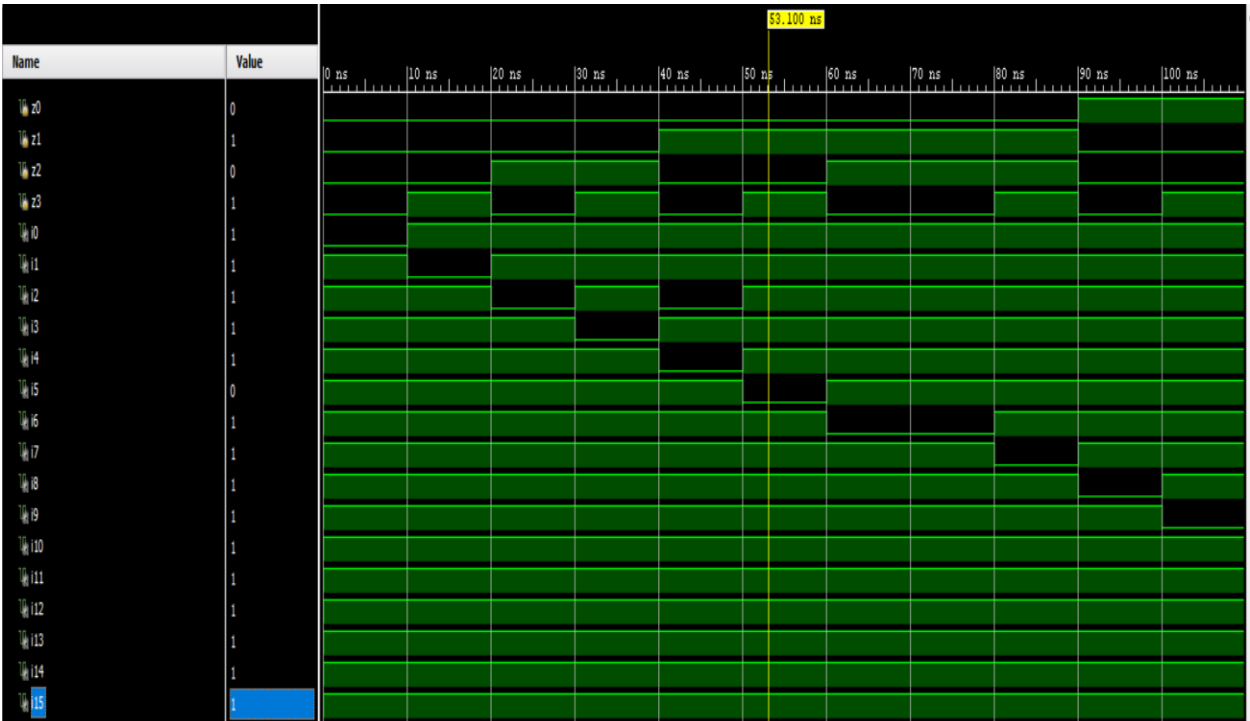 53.100 ns
Name Value
0 ns 10 ns 20 ns 30 ns 40 ns 50 ns 60 ns 70 ns 80 ns 90 ns 100 ns
z0 0
z1 1
z2 0
z3 1
i0 1
i1 1
i2 1
i3 1
i4 1
i5 0
i6 1
i7 1
i8 1
i9 1
i10 1
i11 1
i12 1
i13 1
i14 1
i15 1